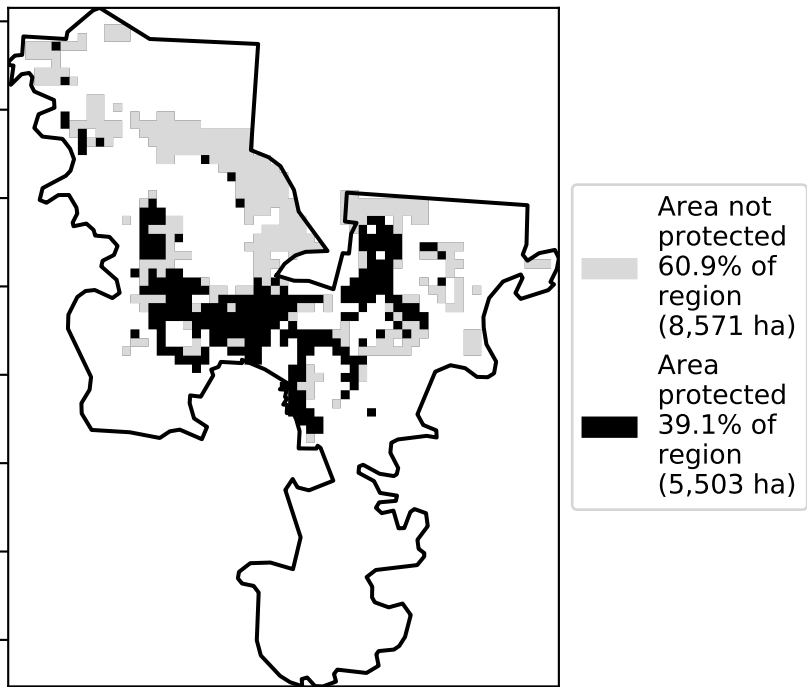 Area not
protected
60.9% of
region
(8,571 ha)
Area
protected
39.1% of
region
(5,503 ha)